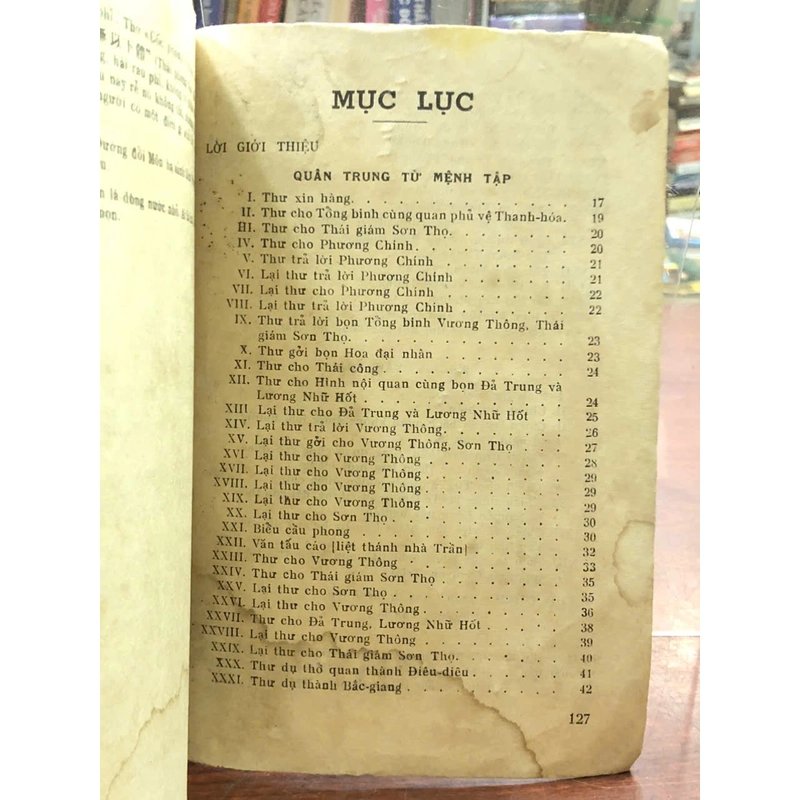 MỤC LỤC
LỜI GIỚI THIỆU
QUÂN TRUNG TỪ MỆNH TẬP
I. Thư xin hàng. 17
II. Thư cho Tổng binh cùng quan phủ vệ Thanh-hóa. 19
III. Thư cho Thái giám Sơn Thọ. 20
IV. Thư cho Phương Chính. 20
V. Thư trả lời Phương Chính 21
VI. Lại thư trả lời Phương Chính 21
VII. Lại thư cho Phương Chính 22
VIII. Lại thư trả lời Phương Chính 22
IX. Thư trả lời bọn Tổng binh Vương Thông, Thái
giám Sơn Thọ. 23
X. Thư gởi bọn Hoa đại nhân 23
XI. Thư cho Thái công 24
XII. Thư cho Hình nội quan cùng bọn Đả Trung và
Lương Nhữ Hốt 24
XIII Lại thư cho Đả Trung và Lương Nhữ Hốt 25
XIV. Lại thư trả lời Vương Thông. 26
XV. Lại thư gởi cho Vương Thông, Sơn Thọ 27
XVI. Lại thư cho Vương Thông 28
XVII. Lại thư cho Vương Thông 29
XVIII. Lại thư cho Vương Thông 29
XIX. Lại thư cho Vương Thông 29
XX. Lại thư cho Sơn Thọ 30
XXI. Biểu cầu phong 30
XXII. Văn tấu cáo [liệt thánh nhà Trần] 32
XXIII. Thư cho Vương Thông 33
XXIV. Thư cho Thái giám Sơn Thọ 35
XXV. Lại thư cho Sơn Thọ 35
XXVI. Lại thư cho Vương Thông 36
XXVII. Thư cho Đả Trung, Lương Nhữ Hốt 38
XXVIII. Lại thư cho Vương Thông 39
XXIX. Lại thư cho Thái giám Sơn Thọ. 40
XXX. Thư dụ thổ quan thành Điêu-diêu 41
XXXI. Thư dụ thành Bắc-giang 42
127